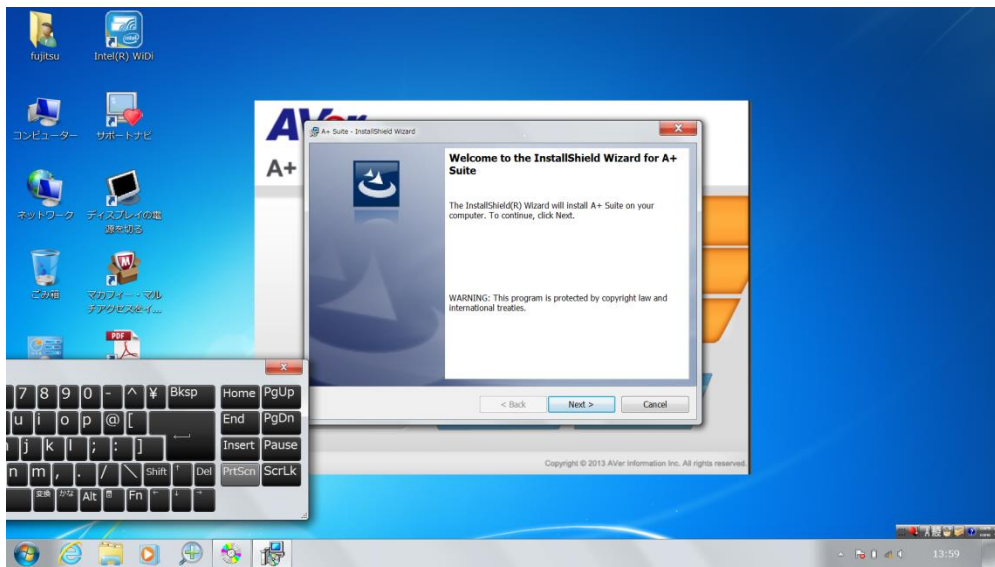 fujitsu
Intel(R) WiDi
コンピューター
サポートナビ
ネットワーク
ディスプレイの電
源を切る
ごみ箱
マカフィー・マル
チアクセスをイ...
PDF
AVer
A+
A+ Suite - InstallShield Wizard
Welcome to the InstallShield Wizard for A+
Suite
The InstallShield(R) Wizard will install A+ Suite on your
computer. To continue, click Next.
WARNING: This program is protected by copyright law and
international treaties.
< Back
Next >
Cancel
Copyright © 2013 AVer Information Inc. All rights reserved.
7 8 9 0 - ^ ¥ Bksp Home PgUp
u i o p @ [ End PgDn
j k l ; : ] Insert Pause
n m , . / \ Shift ↑ Del PrtScn ScrLk
変換 かな Alt Fn ← ↓ →
13:59